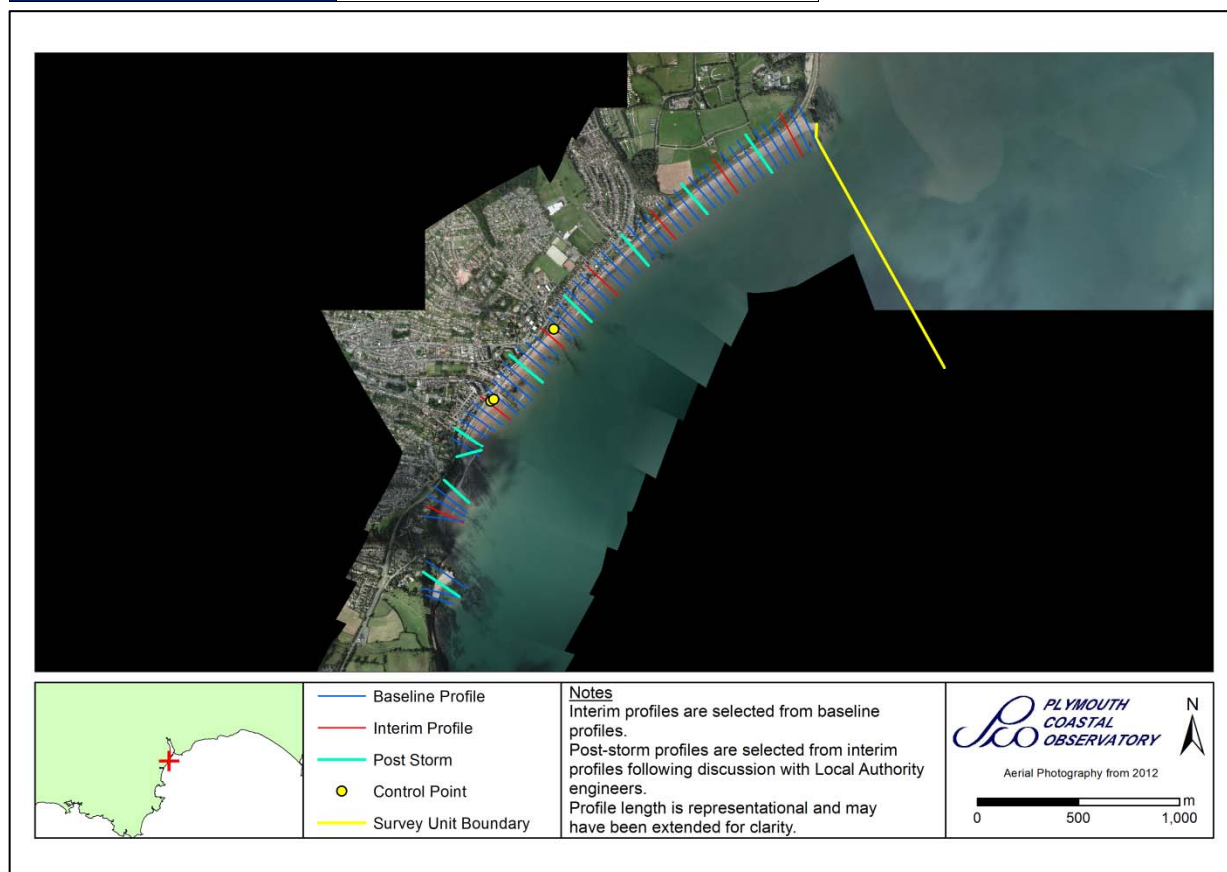 Baseline Profile
Interim Profile
Post Storm
Control Point
Survey Unit Boundary
Notes
Interim profiles are selected from baseline
profiles.
Post-storm profiles are selected from interim
profiles following discussion with Local Authority
engineers.
Profile length is representational and may
have been extended for clarity.
PLYMOUTH
COASTAL
OBSERVATORY
N
Aerial Photography from 2012
m
0 500 1,000